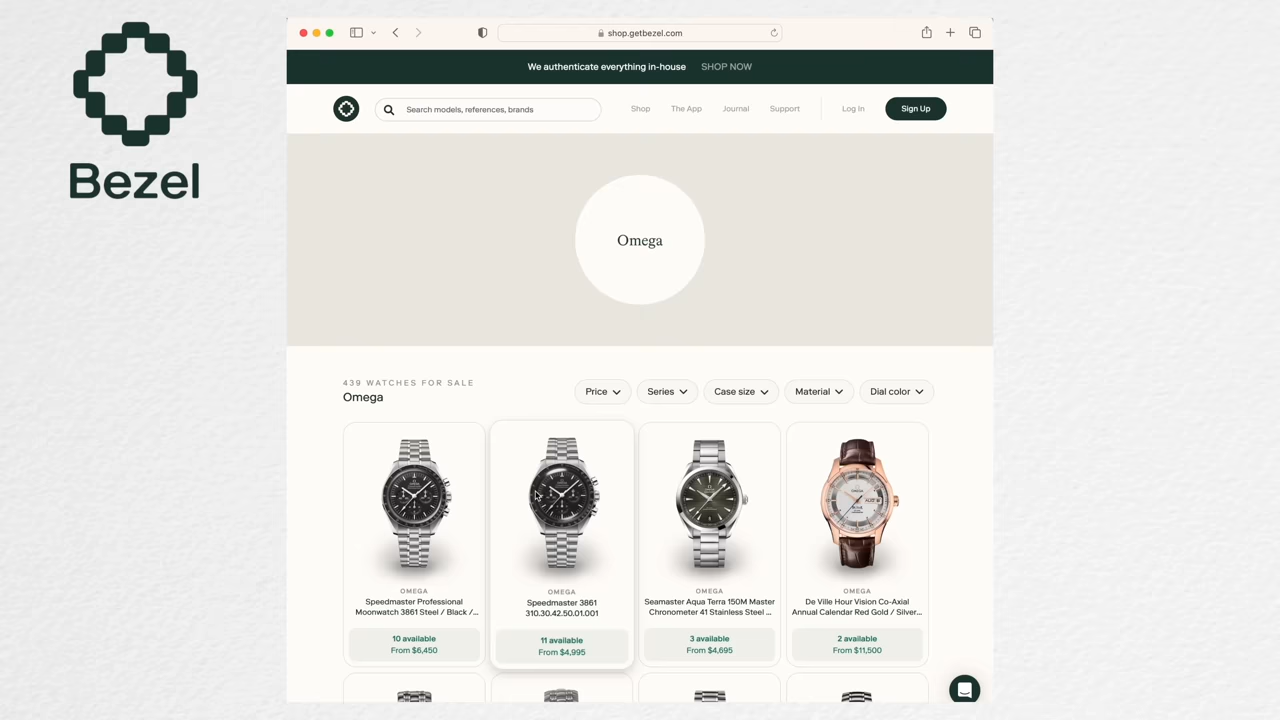 Bezel
shop.getbezel.com
We authenticate everything in-house SHOP NOW
Search models, references, brands
Shop
The App
Journal
Support
Log In
Sign Up
Omega
439 WATCHES FOR SALE
Omega
Price
Series
Case size
Material
Dial color
OMEGA
Speedmaster Professional
Moonwatch 3861 Steel / Black /...
10 available
From $6,450
OMEGA
Speedmaster 3861
310.30.42.50.01.001
11 available
From $4,995
OMEGA
Seamaster Aqua Terra 150M Master
Chronometer 41 Stainless Steel ...
3 available
From $4,695
OMEGA
De Ville Hour Vision Co-Axial
Annual Calendar Red Gold / Silver...
2 available
From $11,500